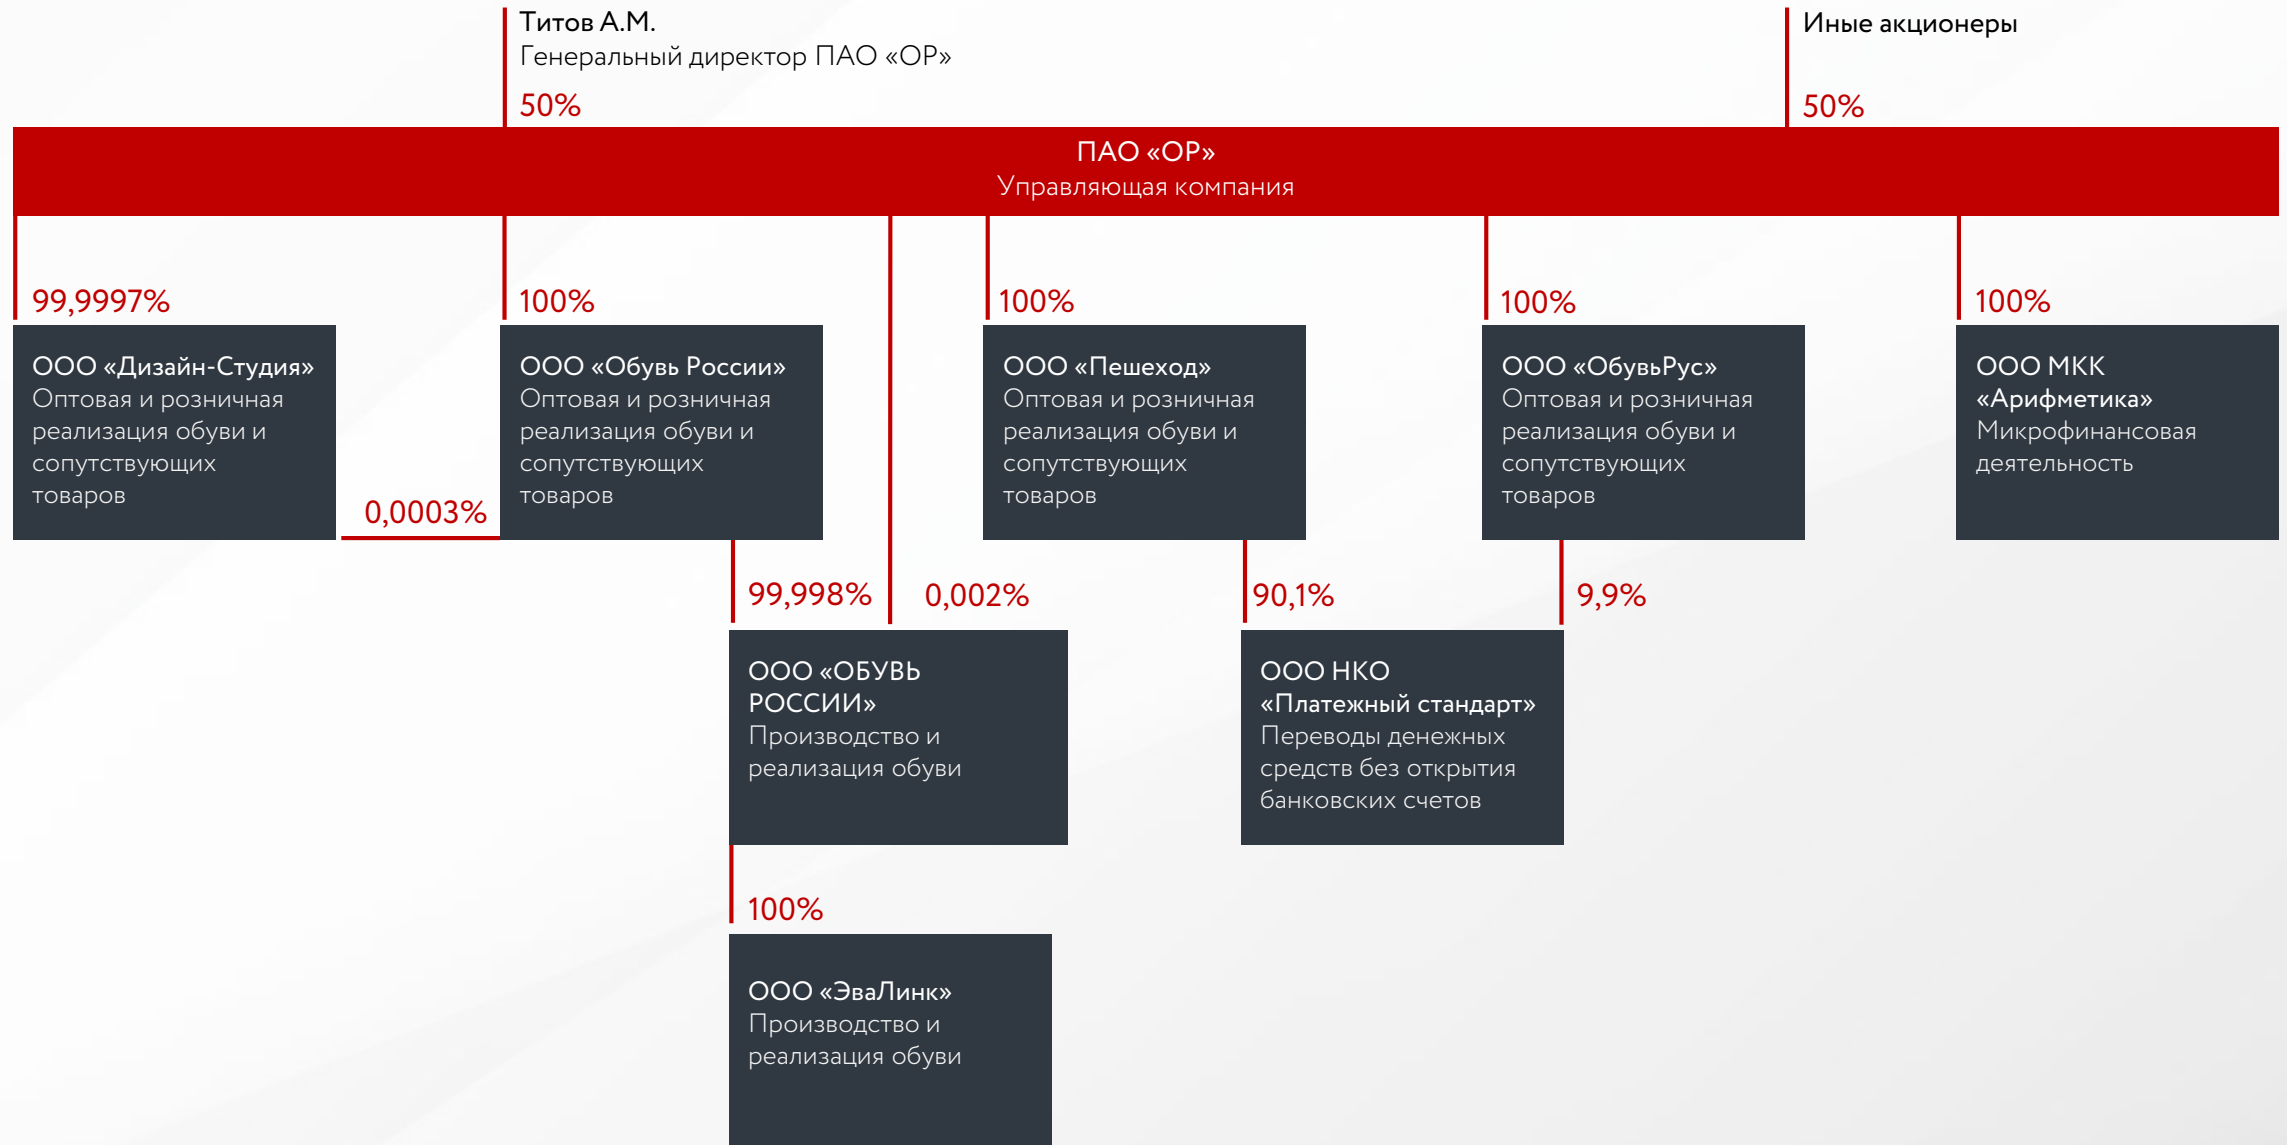 Титов А.М.
Генеральный директор ПАО «ОР»
50%
Иные акционеры
50%
ПАО «ОР»
Управляющая компания
99,9997%
ООО «Дизайн-Студия»
Оптовая и розничная
реализация обуви и
сопутствующих
товаров
0,0003%
100%
ООО «Обувь России»
Оптовая и розничная
реализация обуви и
сопутствующих
товаров
100%
ООО «Пешеход»
Оптовая и розничная
реализация обуви и
сопутствующих
товаров
100%
ООО «ОбувьРус»
Оптовая и розничная
реализация обуви и
сопутствующих
товаров
100%
ООО МКК
«Арифметика»
Микрофинансовая
деятельность
99,998%
0,002%
ООО «ОБУВЬ
РОССИИ»
Производство и
реализация обуви
90,1%
9,9%
ООО НКО
«Платежный стандарт»
Переводы денежных
средств без открытия
банковских счетов
100%
ООО «ЭваЛинк»
Производство и
реализация обуви